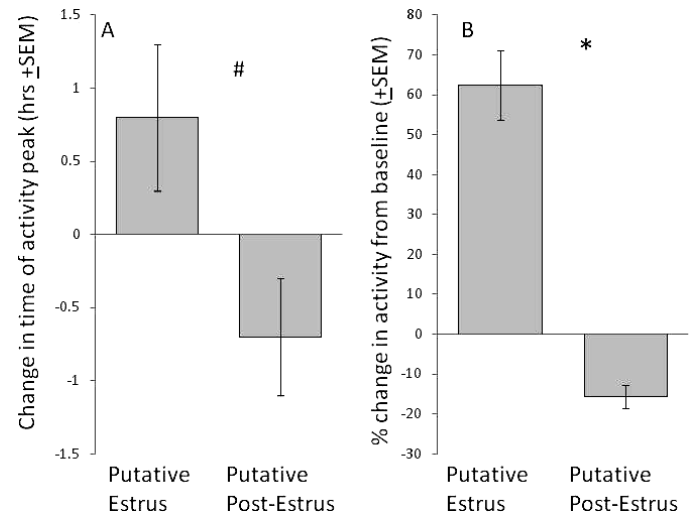 A
#
Change in time of activity peak (hrs ±SEM)
1.5
1
0.5
0
-0.5
-1
-1.5
Putative
Estrus
Putative
Post-Estrus
B
*
% change in activity from baseline (±SEM)
80
70
60
50
40
30
20
10
0
-10
-20
-30
Putative
Estrus
Putative
Post-Estrus